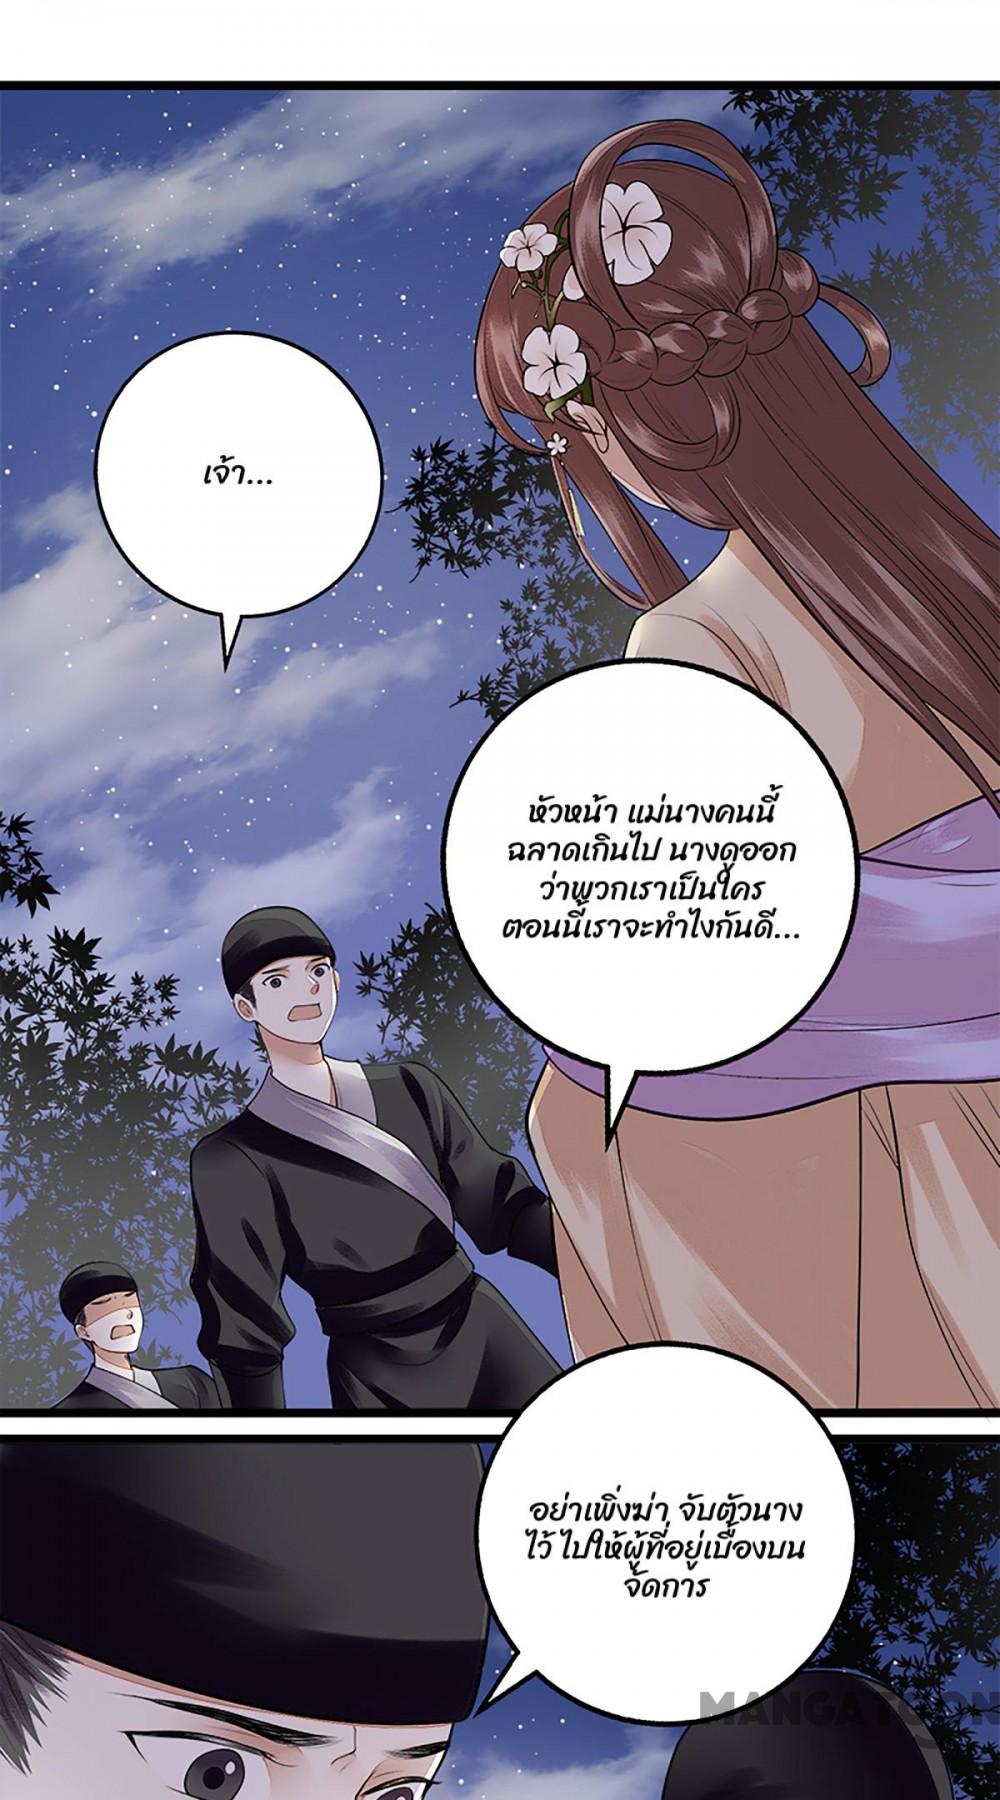 เจ้า...
หัวหน้า แม่นางคนนี้
ฉลาดเกินไป นางดูออก
ว่าพวกเราเป็นใคร
ตอนนี้เราจะทำไงกันดี...
อย่าเพิ่งฆ่า จับตัวนาง
ไว้ ไปให้ผู้ที่อยู่เบื้องบน
จัดการ
MANGATOON